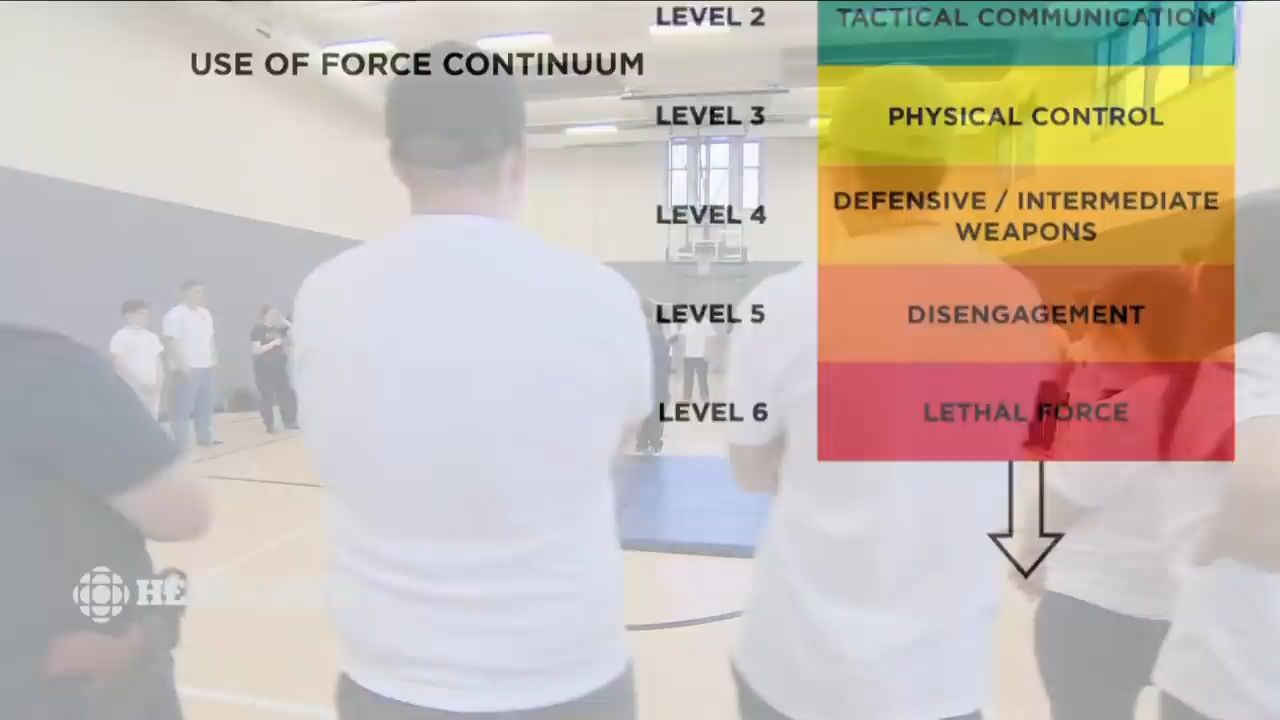 LEVEL 2 TACTICAL COMMUNICATION
USE OF FORCE CONTINUUM
LEVEL 3 PHYSICAL CONTROL
LEVEL 4 DEFENSIVE / INTERMEDIATE
WEAPONS
LEVEL 5 DISENGAGEMENT
LEVEL 6 LETHAL FORCE